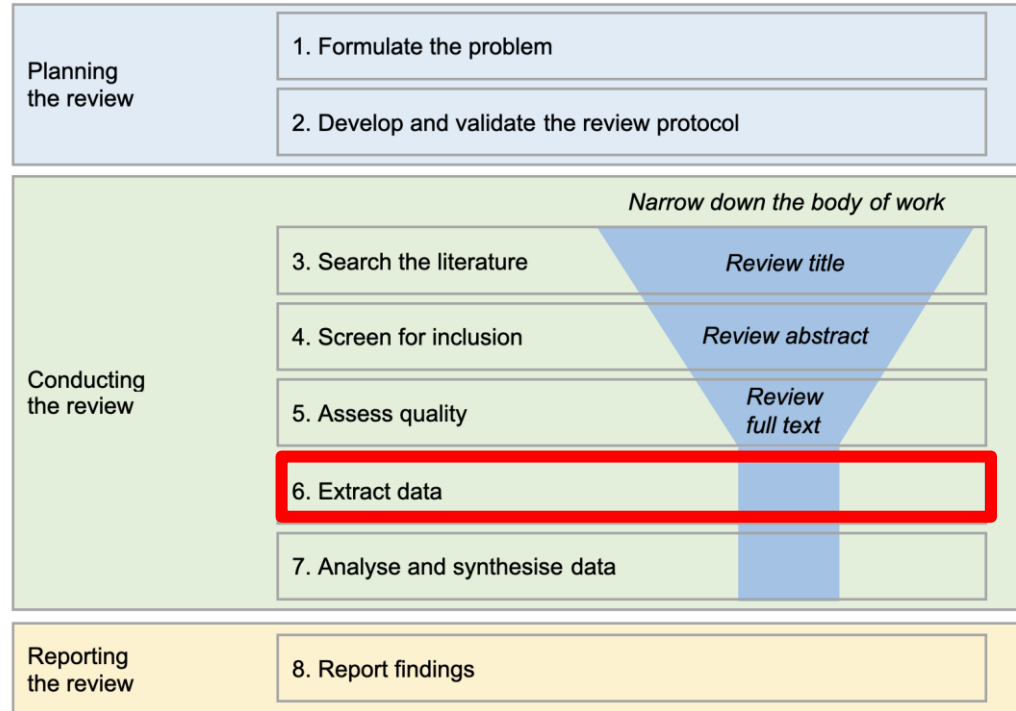 Planning
the review
1. Formulate the problem
2. Develop and validate the review protocol
Conducting
the review
Narrow down the body of work
3. Search the literature
Review title
4. Screen for inclusion
Review abstract
5. Assess quality
Review
full text
6. Extract data
7. Analyse and synthesise data
Reporting
the review
8. Report findings